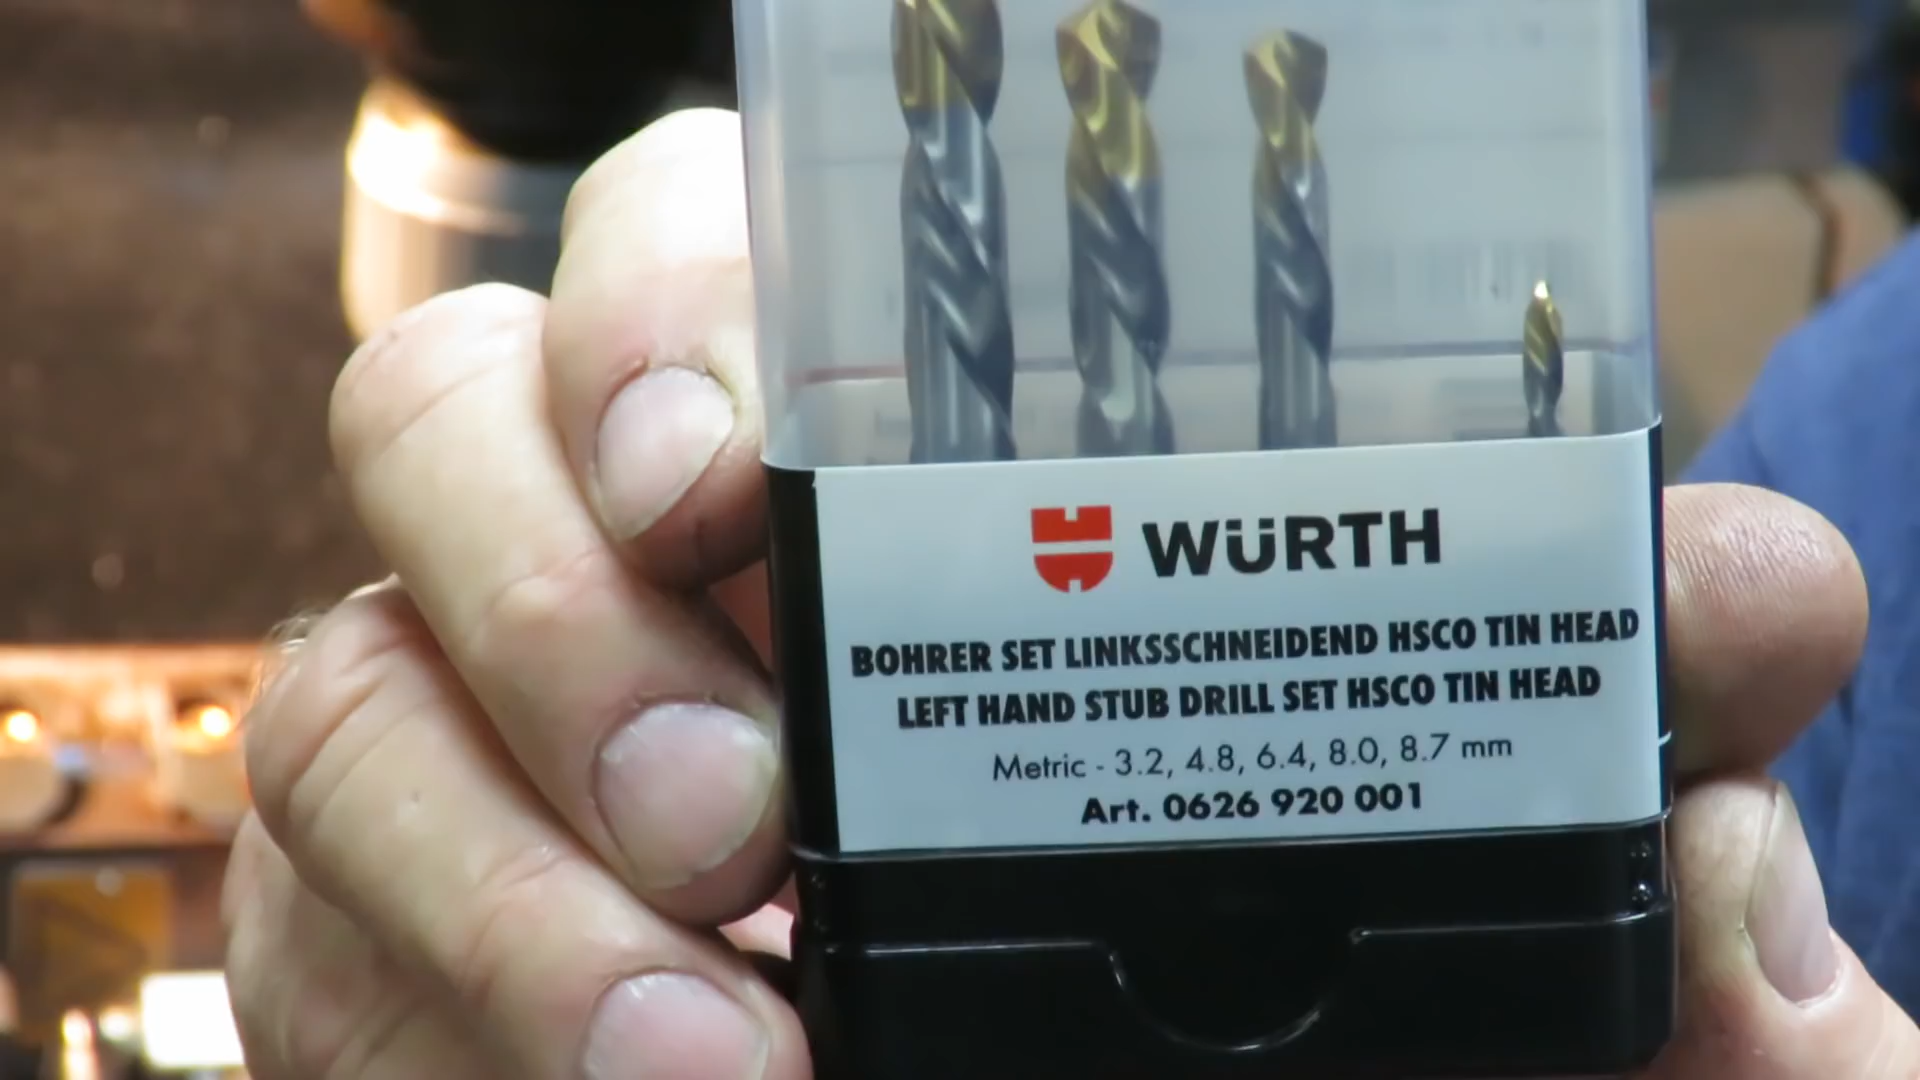 WÜRTH
BOHRER SET LINKSSCHNEIDEND HSCO TIN HEAD
LEFT HAND STUB DRILL SET HSCO TIN HEAD
Metric - 3.2, 4.8, 6.4, 8.0, 8.7 mm
Art. 0626 920 001